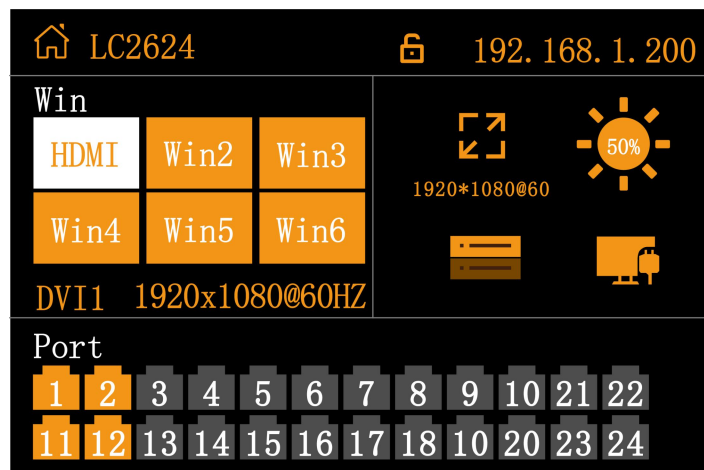 LC2624 192.168.1.200
Win
HDMI Win2 Win3
50%
1920*1080@60
Win4 Win5 Win6
DVI1 1920x1080@60HZ
Port
1 2 3 4 5 6 7 8 9 10 21 22
11 12 13 14 15 16 17 18 10 20 23 24